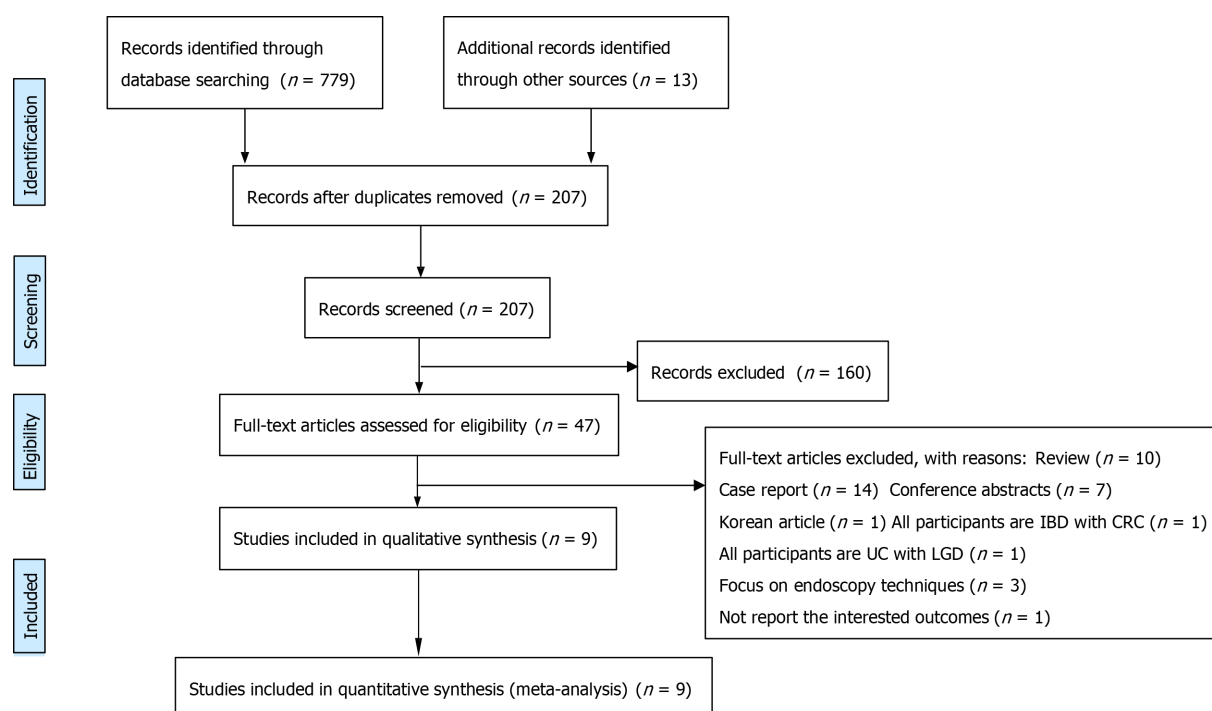 Records identified through
database searching (n = 779)
Additional records identified
through other sources (n = 13)
Identification
Records after duplicates removed (n = 207)
Screening
Records screened (n = 207)
Records excluded (n = 160)
Eligibility
Full-text articles assessed for eligibility (n = 47)
Full-text articles excluded, with reasons: Review (n = 10)
Case report (n = 14) Conference abstracts (n = 7)
Korean article (n = 1) All participants are IBD with CRC (n = 1)
All participants are UC with LGD (n = 1)
Focus on endoscopy techniques (n = 3)
Not report the interested outcomes (n = 1)
Studies included in qualitative synthesis (n = 9)
Included
Studies included in quantitative synthesis (meta-analysis) (n = 9)